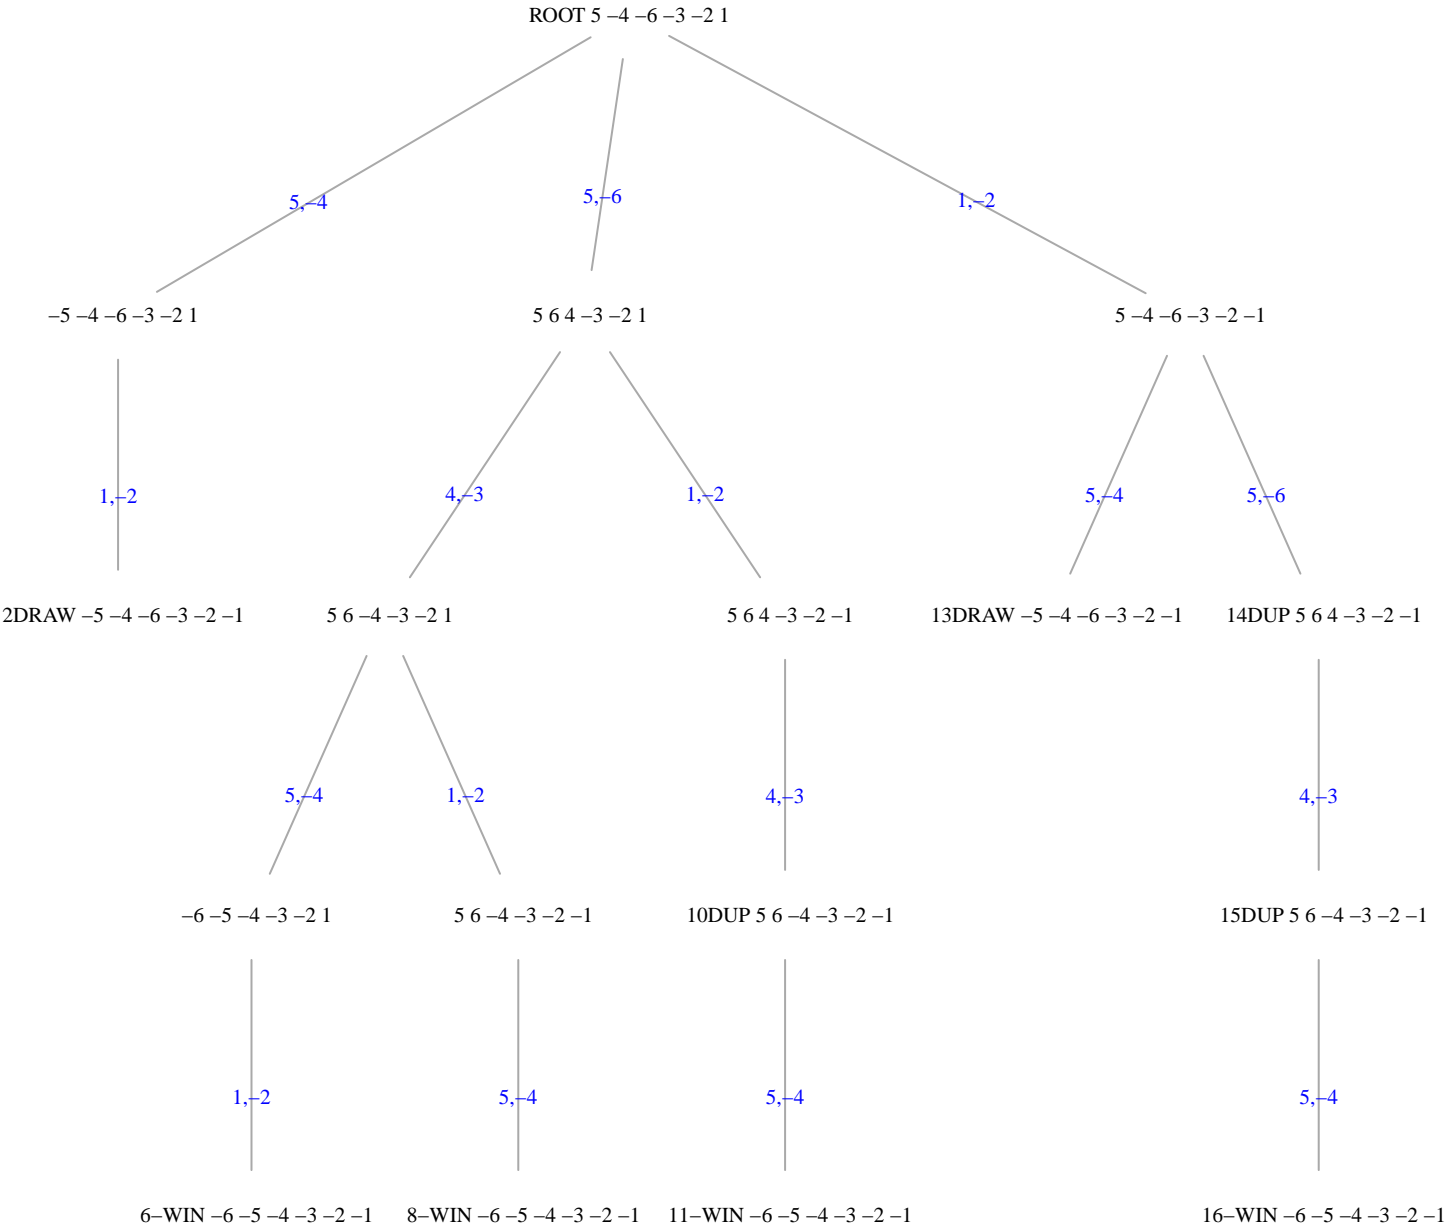 ROOT 5 –4 –6 –3 –2 1
5,–4
5,–6
1,–2
–5 –4 –6 –3 –2 1
5 6 4 –3 –2 1
5 –4 –6 –3 –2 –1
1,–2
4,–3
1,–2
5,–4
5,–6
2DRAW –5 –4 –6 –3 –2 –1
5 6 –4 –3 –2 1
5 6 4 –3 –2 –1
13DRAW –5 –4 –6 –3 –2 –1
14DUP 5 6 4 –3 –2 –1
5,–4
1,–2
4,–3
4,–3
–6 –5 –4 –3 –2 1
5 6 –4 –3 –2 –1
10DUP 5 6 –4 –3 –2 –1
15DUP 5 6 –4 –3 –2 –1
1,–2
5,–4
5,–4
5,–4
6–WIN –6 –5 –4 –3 –2 –1
8–WIN –6 –5 –4 –3 –2 –1
11–WIN –6 –5 –4 –3 –2 –1
16–WIN –6 –5 –4 –3 –2 –1